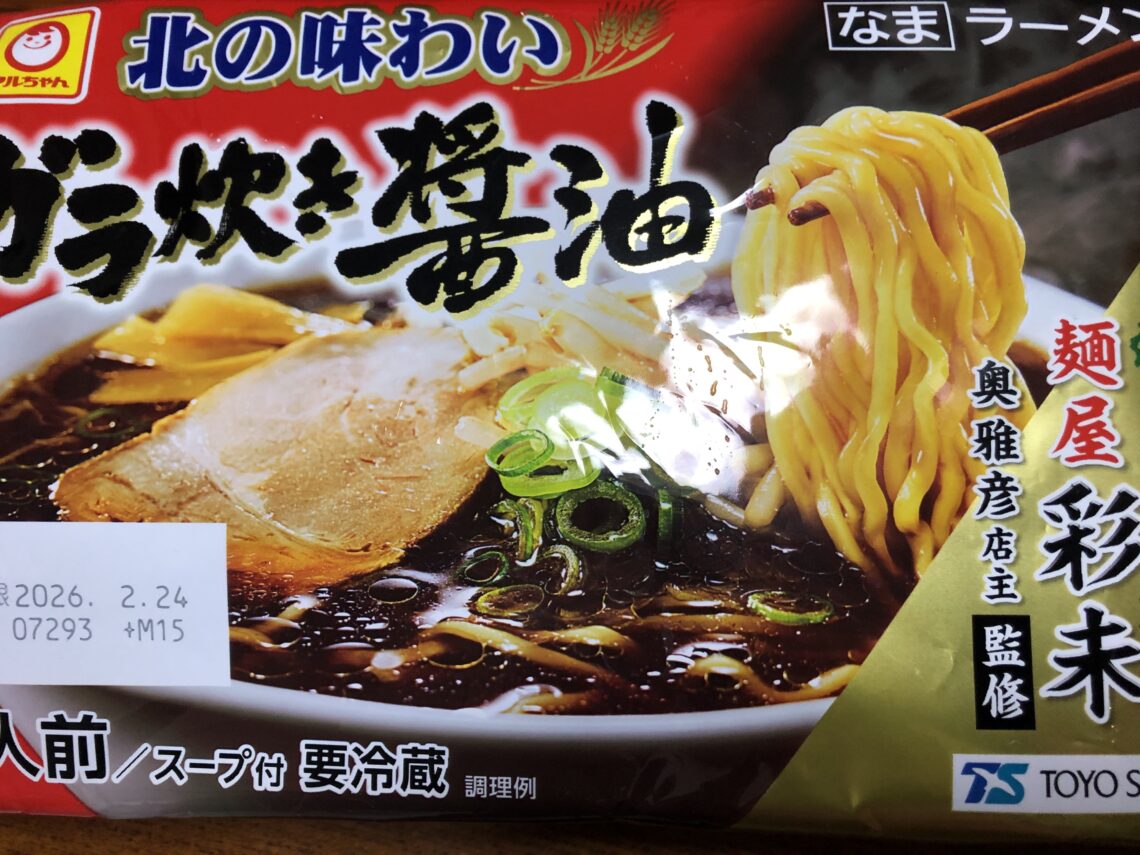 マルちゃん
北の味わい
なま ラーメン
ガラ炊き醤油
麺屋彩未
奥雅彦店主
監修
限2026. 2.24
07293 +M15
人前／スープ付 要冷蔵 調理例
TS TOYO S